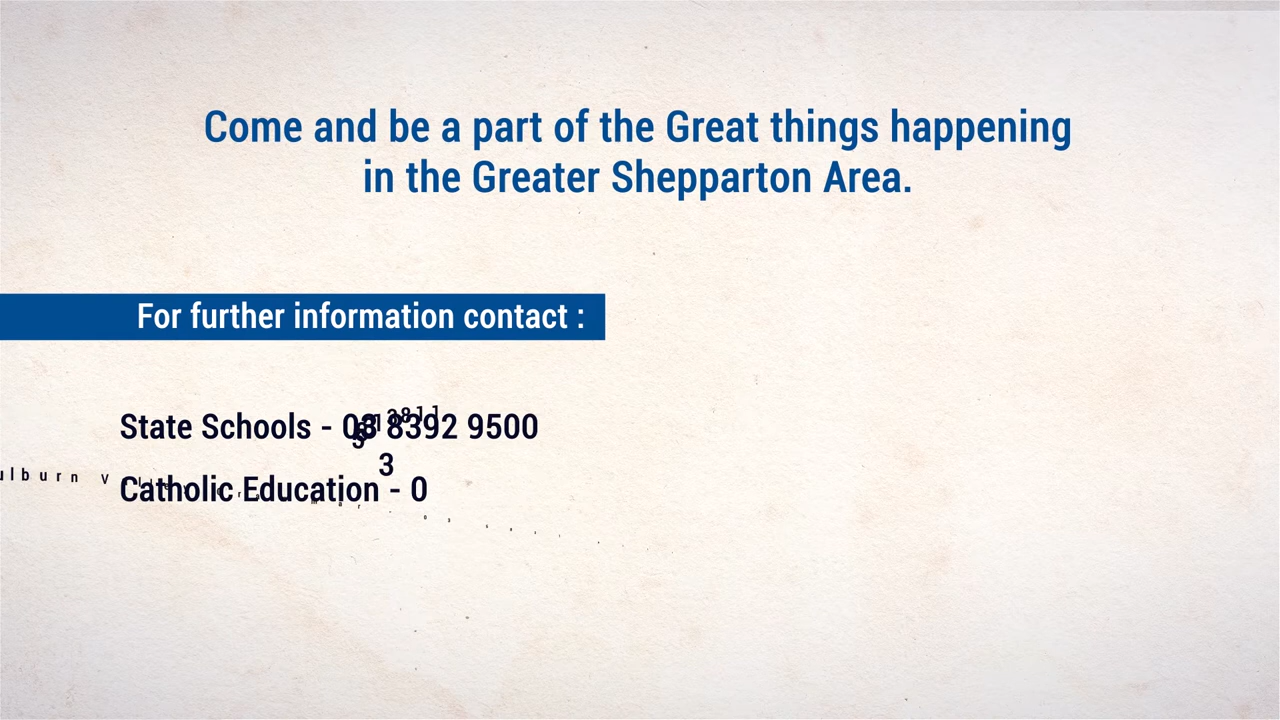 Come and be a part of the Great things happening
in the Greater Shepparton Area.
For further information contact :
State Schools - 03 8392 9500
Catholic Education - 0